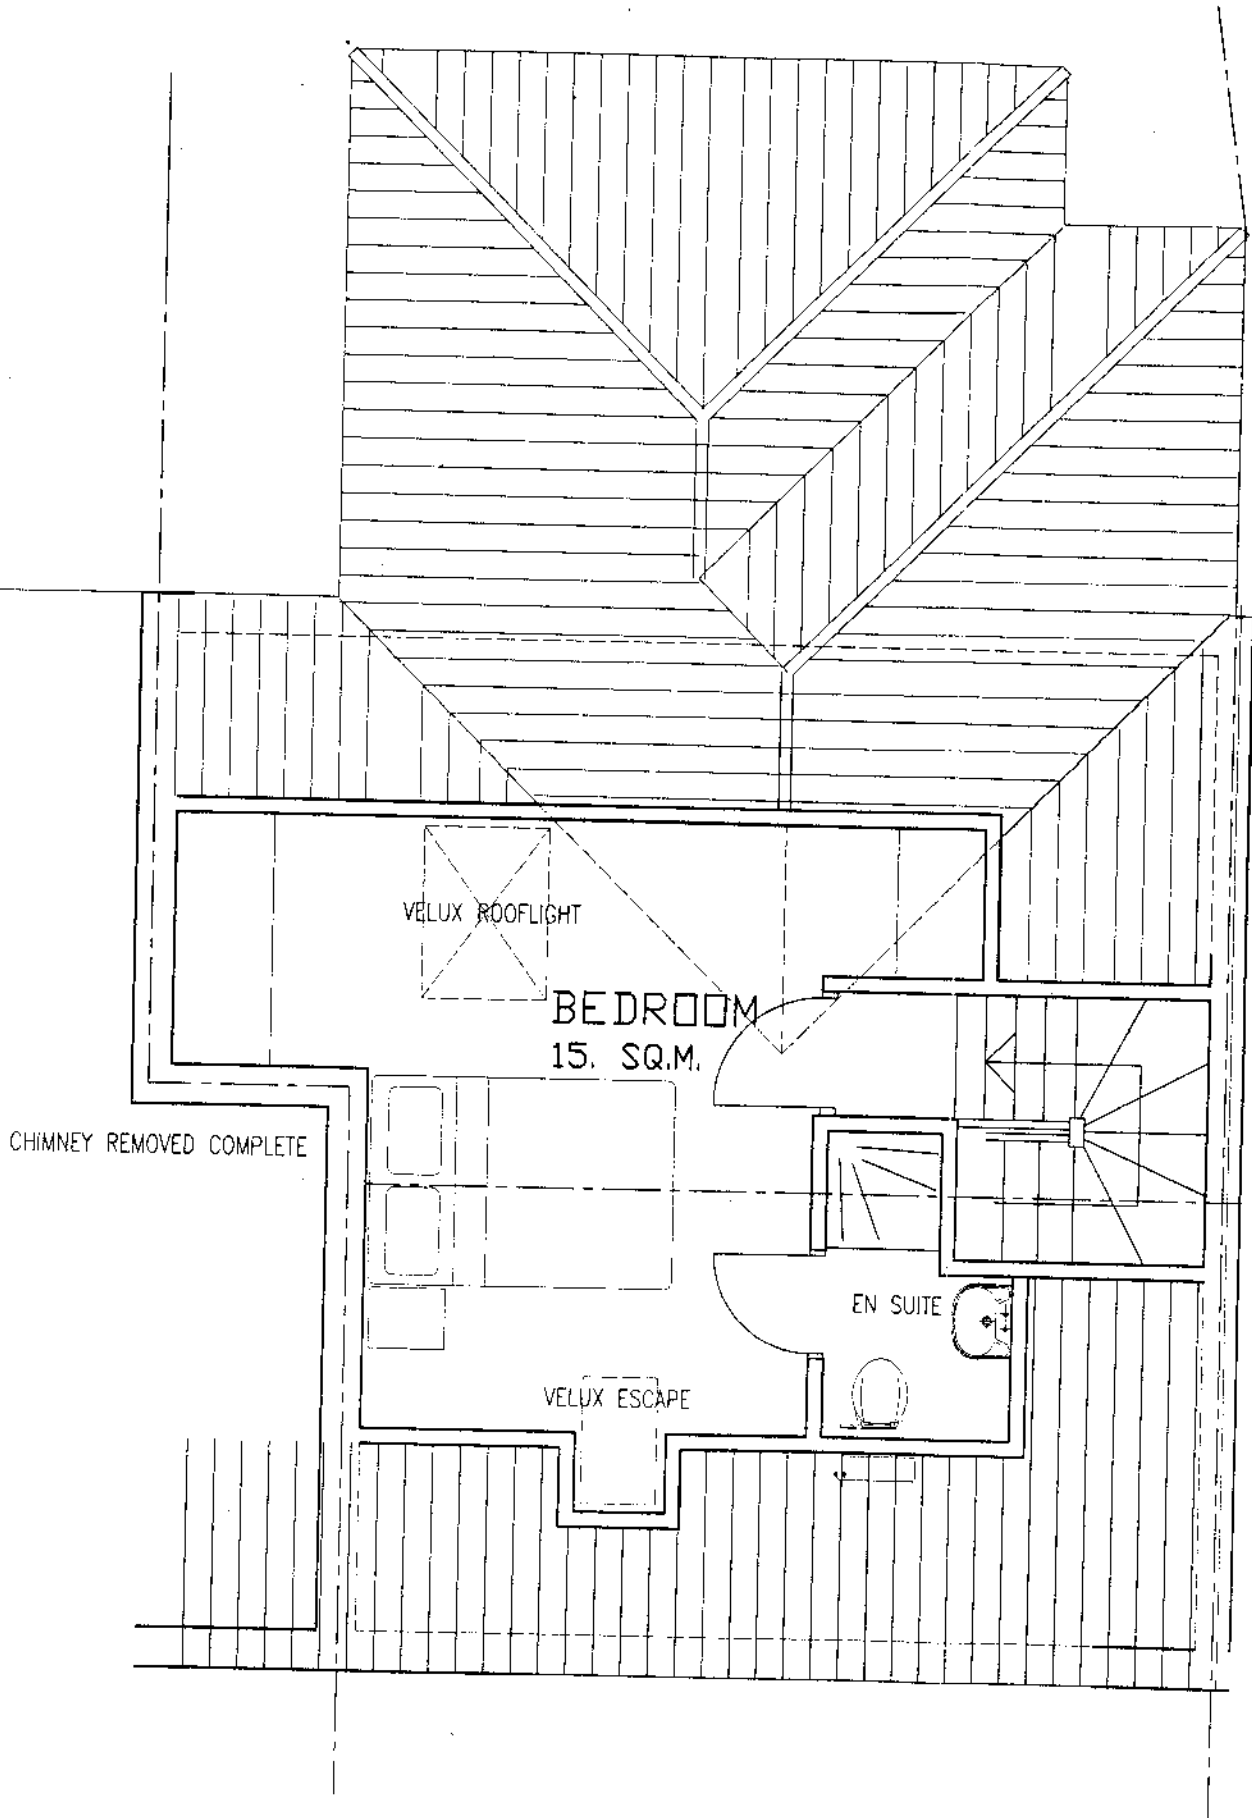 VELUX ROOFLIGHT
BEDROOM
15. SQ.M.
CHIMNEY REMOVED COMPLETE
EN SUITE
VELUX ESCAPE